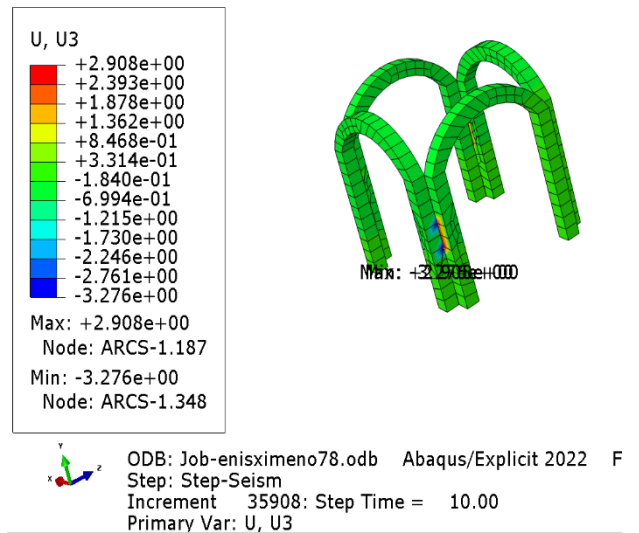 U, U3
+2.908e+00
+2.393e+00
+1.878e+00
+1.362e+00
+8.468e-01
+3.314e-01
-1.840e-01
-6.994e-01
-1.215e+00
-1.730e+00
-2.246e+00
-2.761e+00
-3.276e+00
Max: +2.908e+00
Node: ARCS-1.187
Min: -3.276e+00
Node: ARCS-1.348
Y
X
Z
ODB: Job-enisximeno78.odb Abaqus/Explicit 2022 F
Step: Step-Seism
Increment 35908: Step Time = 10.00
Primary Var: U, U3